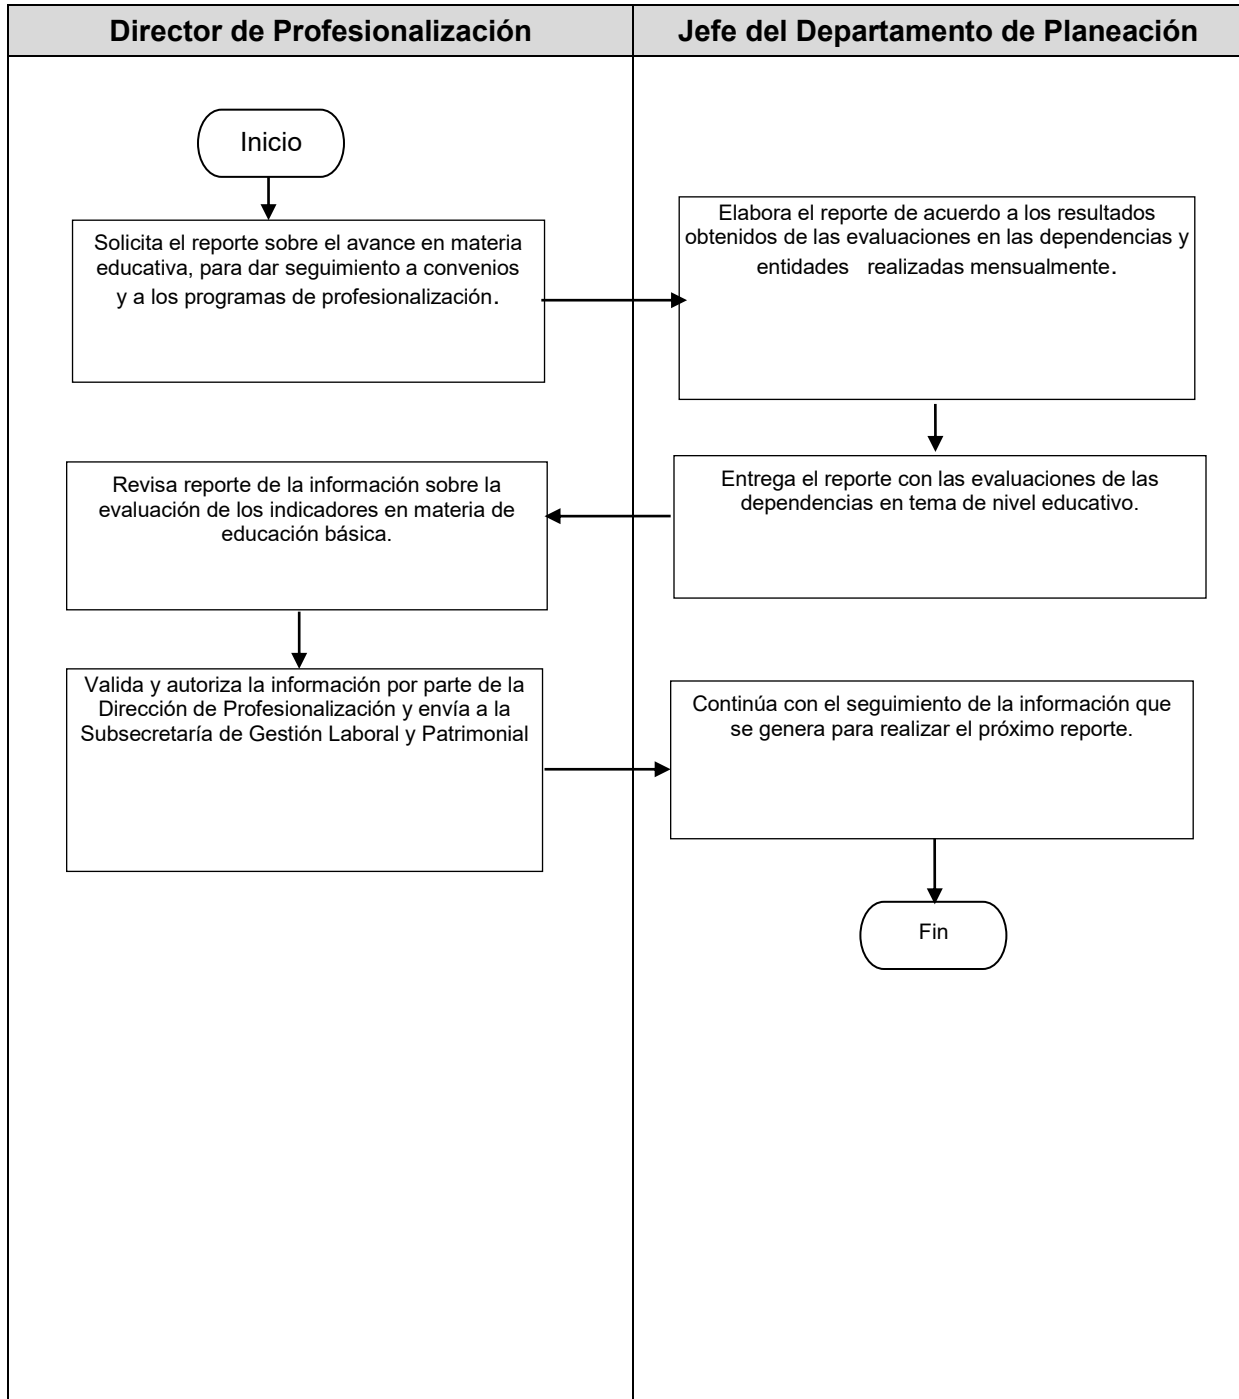 Director de Profesionalización
Jefe del Departamento de Planeación
Inicio
Solicita el reporte sobre el avance en materia
educativa, para dar seguimiento a convenios
y a los programas de profesionalización.
Elabora el reporte de acuerdo a los resultados
obtenidos de las evaluaciones en las dependencias y
entidades realizadas mensualmente.
Revisa reporte de la información sobre la
evaluación de los indicadores en materia de
educación básica.
Entrega el reporte con las evaluaciones de las
dependencias en tema de nivel educativo.
Valida y autoriza la información por parte de la
Dirección de Profesionalización y envía a la
Subsecretaría de Gestión Laboral y Patrimonial
Continúa con el seguimiento de la información que
se genera para realizar el próximo reporte.
Fin